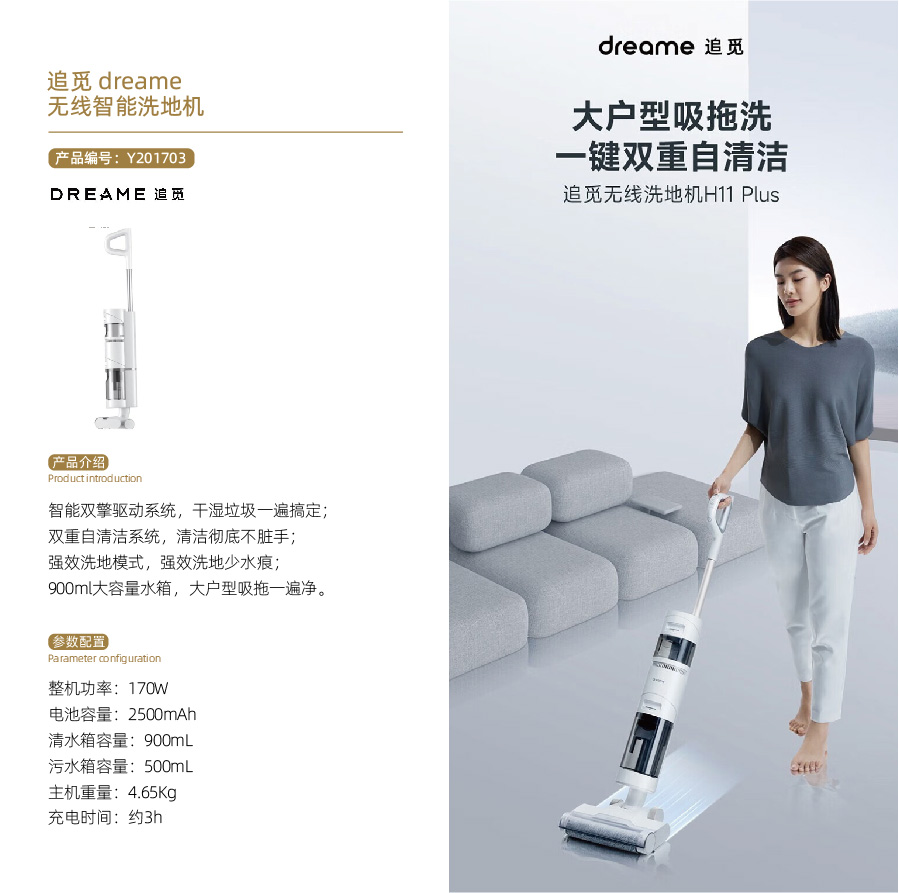 追觅 dreame
无线智能洗地机
产品编号：Y201703
DREAME 追觅
产品介绍
Product introduction
智能双擎驱动系统，干湿垃圾一遍搞定；
双重自清洁系统，清洁彻底不脏手；
强效洗地模式，强效洗地少水痕；
900ml大容量水箱，大户型吸拖一遍净。
参数配置
Parameter configuration
整机功率：170W
电池容量：2500mAh
清水箱容量：900mL
污水箱容量：500mL
主机重量：4.65Kg
充电时间：约3h
dreame 追觅
大户型吸拖洗
一键双重自清洁
追觅无线洗地机H11 Plus